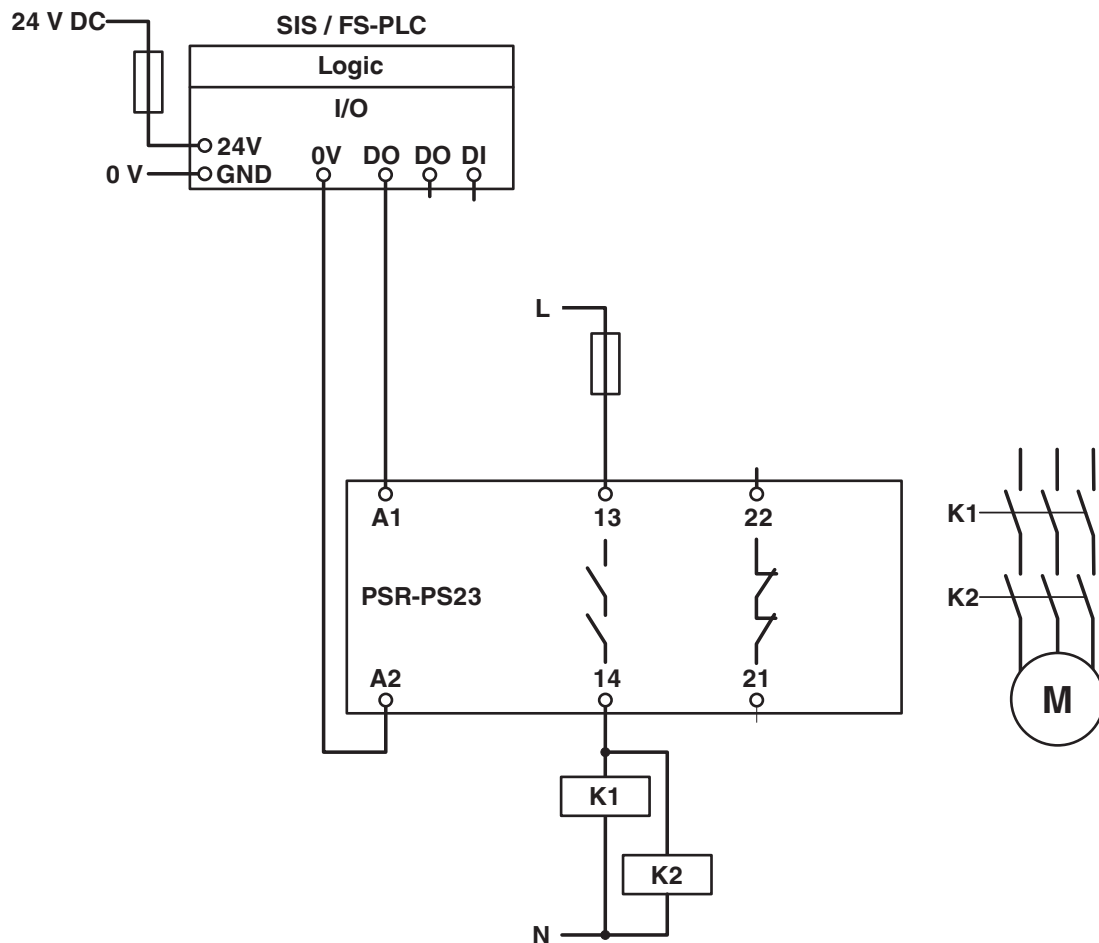 24 V DC
SIS / FS-PLC
Logic
I/O
24V
0V DO DO DI
0 V
GND
L
A1 13 22
K1
PSR-PS23
K2
A2 14 21
M
K1
K2
N